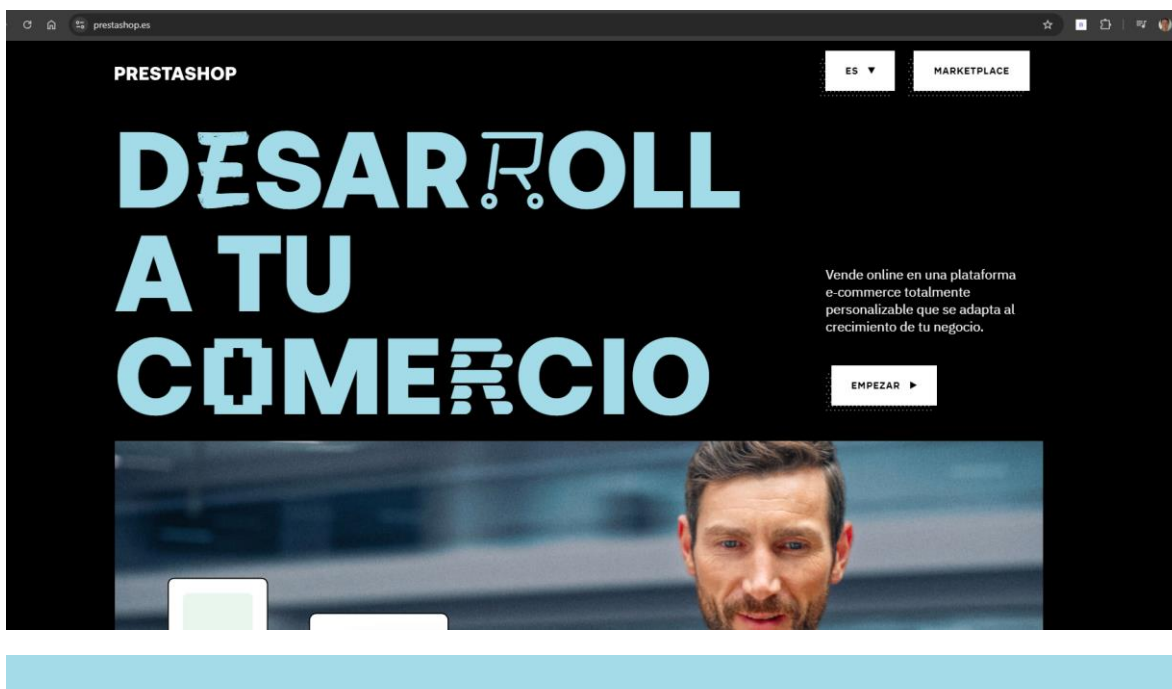 prestashop.es
PRESTASHOP
ES
MARKETPLACE
DESARROLL
A TU
COMERCIO
Vende online en una plataforma
e-commerce totalmente
personalizable que se adapta al
crecimiento de tu negocio.
EMPEZAR